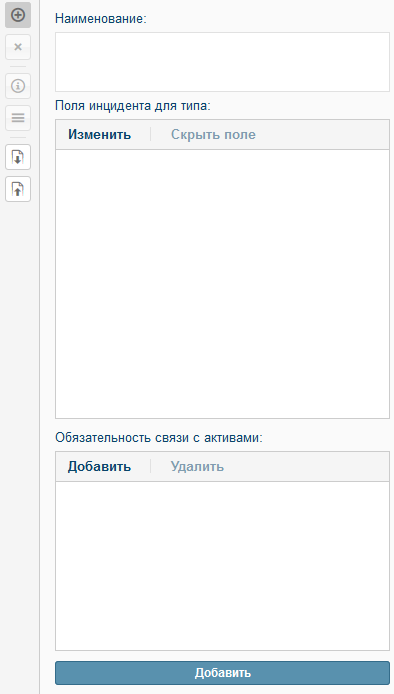 Наименование:
Поля инцидента для типа:
Изменить Скрыть поле
Обязательность связи с активами:
Добавить Удалить
Добавить